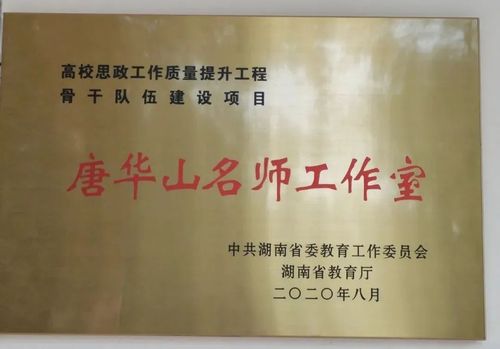 高校思政工作质量提升工程
骨干队伍建设项目
唐华山名师工作室
中共湖南省委教育工作委员会
湖南省教育厅
二〇二〇年八月